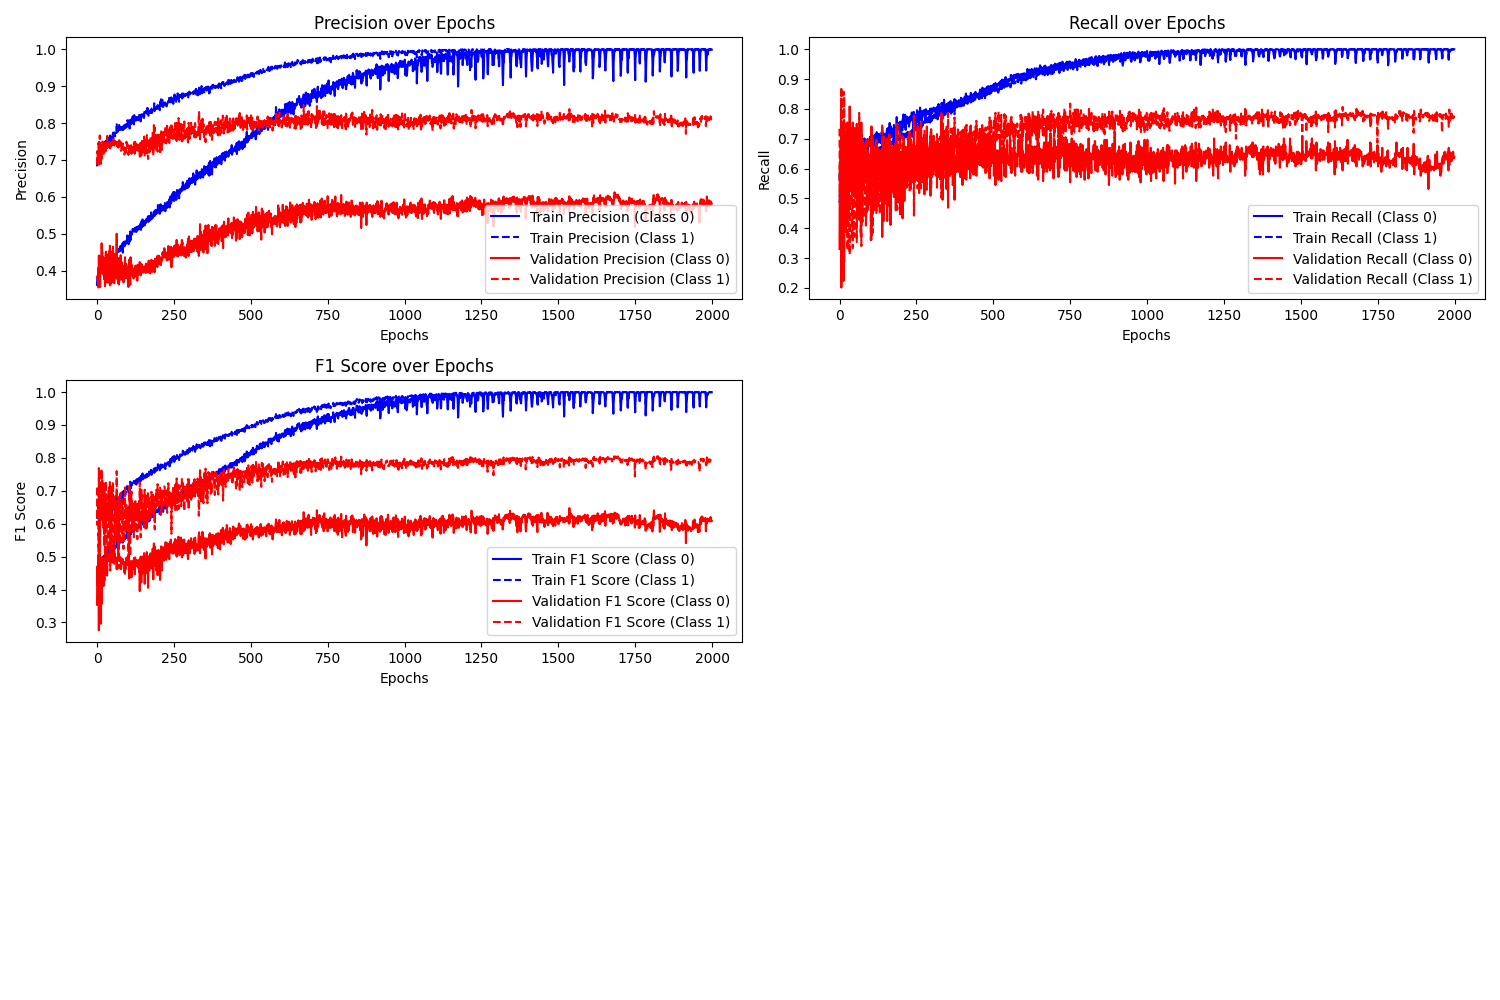 Precision over Epochs
1.0
0.9
0.8
0.7
0.6
0.5
0.4
Precision
Train Precision (Class 0)
Train Precision (Class 1)
Validation Precision (Class 0)
Validation Precision (Class 1)
0 250 500 750 1000 1250 1500 1750 2000
Epochs
Recall over Epochs
1.0
0.9
0.8
0.7
0.6
0.5
0.4
0.3
0.2
Recall
Train Recall (Class 0)
Train Recall (Class 1)
Validation Recall (Class 0)
Validation Recall (Class 1)
0 250 500 750 1000 1250 1500 1750 2000
Epochs
F1 Score over Epochs
1.0
0.9
0.8
0.7
0.6
0.5
0.4
0.3
F1 Score
Train F1 Score (Class 0)
Train F1 Score (Class 1)
Validation F1 Score (Class 0)
Validation F1 Score (Class 1)
0 250 500 750 1000 1250 1500 1750 2000
Epochs